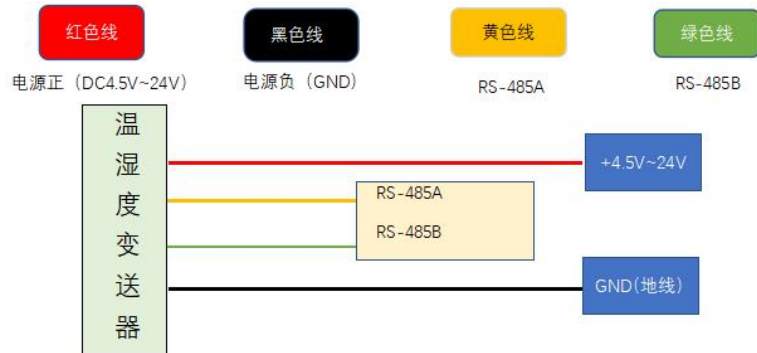 红色线
黑色线
黄色线
绿色线
电源正（DC4.5V~24V）
电源负（GND）
RS-485A
RS-485B
温湿度变送器
+4.5V~24V
RS-485A
RS-485B
GND(地线)